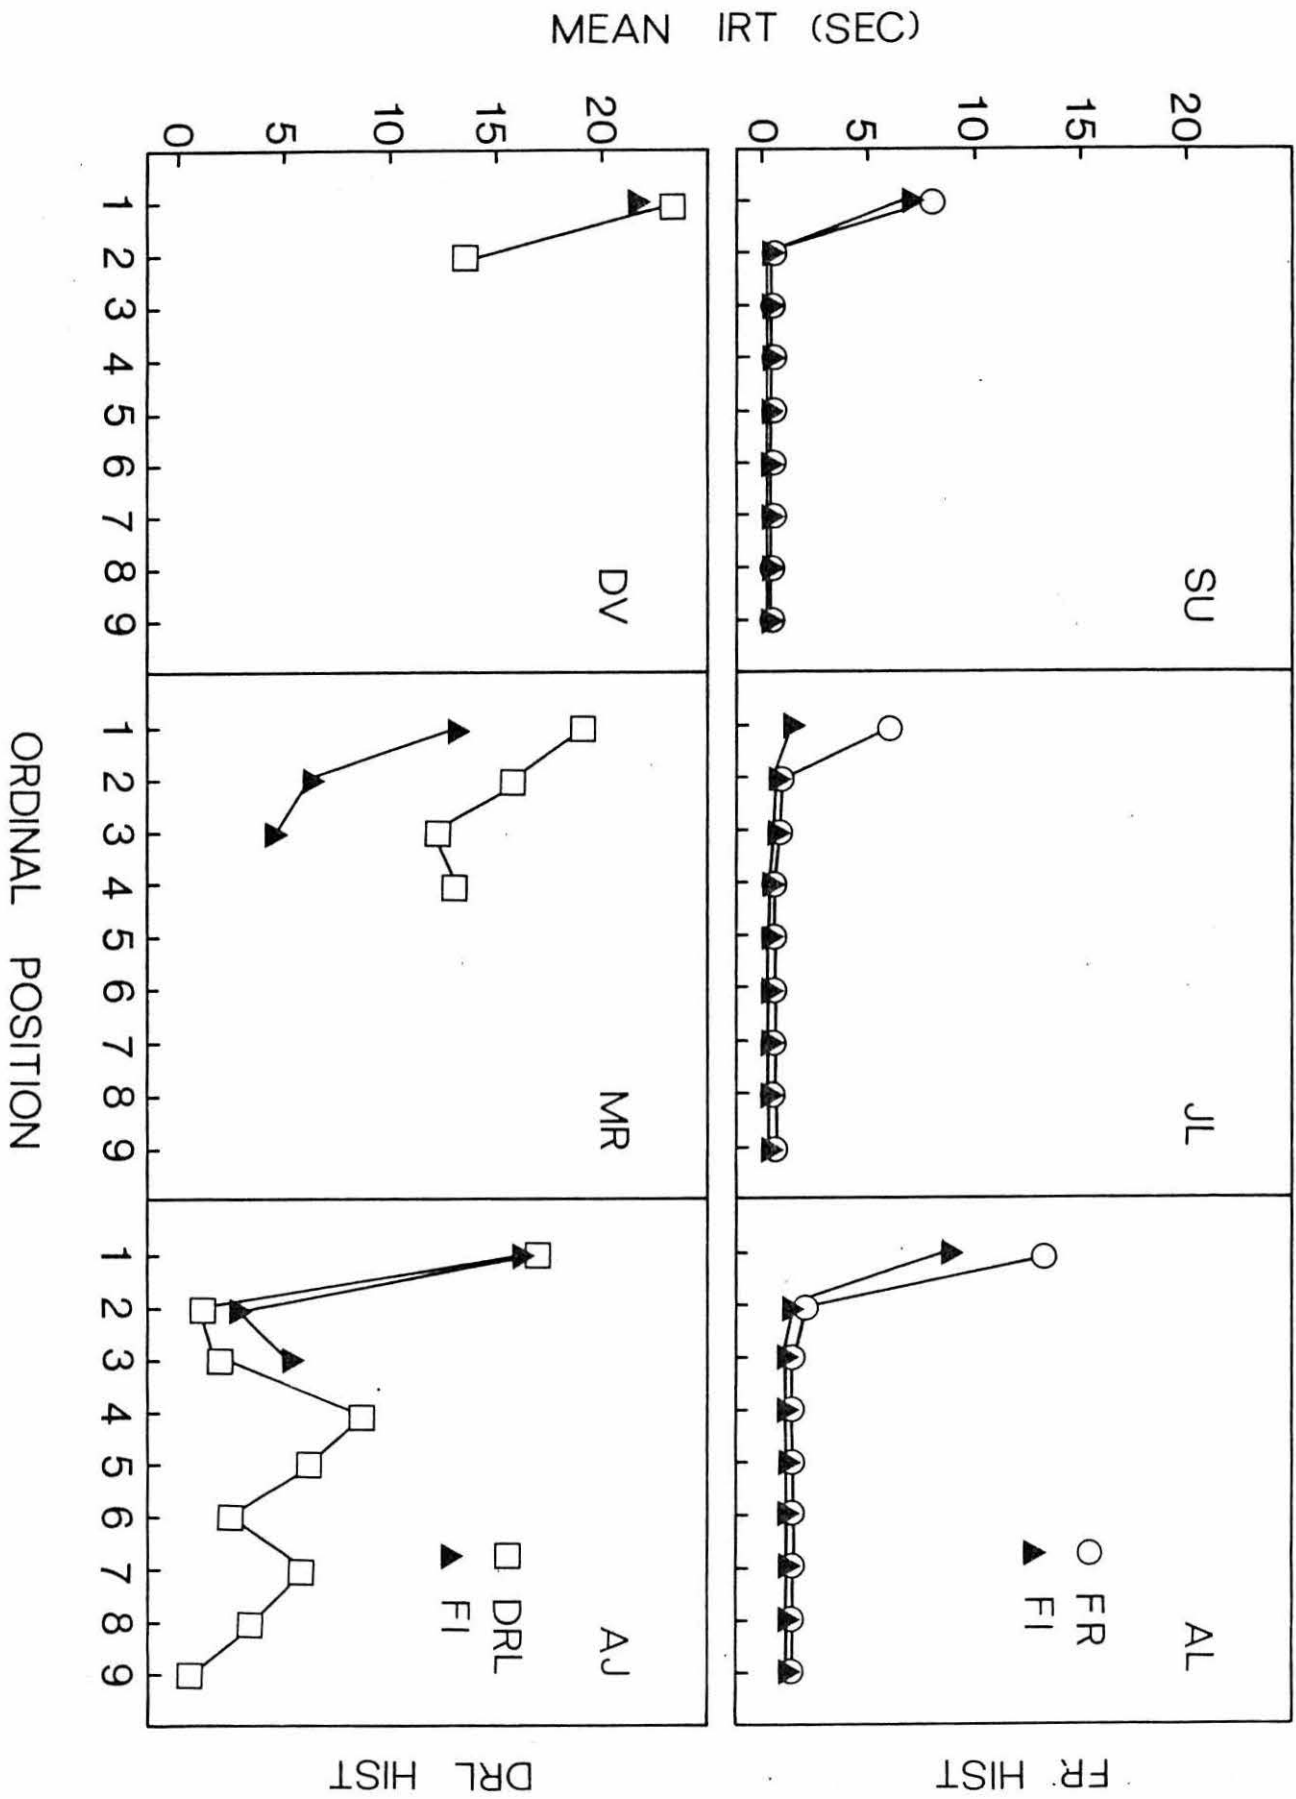 MEAN IRT (SEC)
20
15
10
5
0
SU
JL
AL
FR
FI
FR HIST
20
15
10
5
0
DV
MR
AJ
DRL
FI
DRL HIST
1 2 3 4 5 6 7 8 9
1 2 3 4 5 6 7 8 9
1 2 3 4 5 6 7 8 9
ORDINAL POSITION